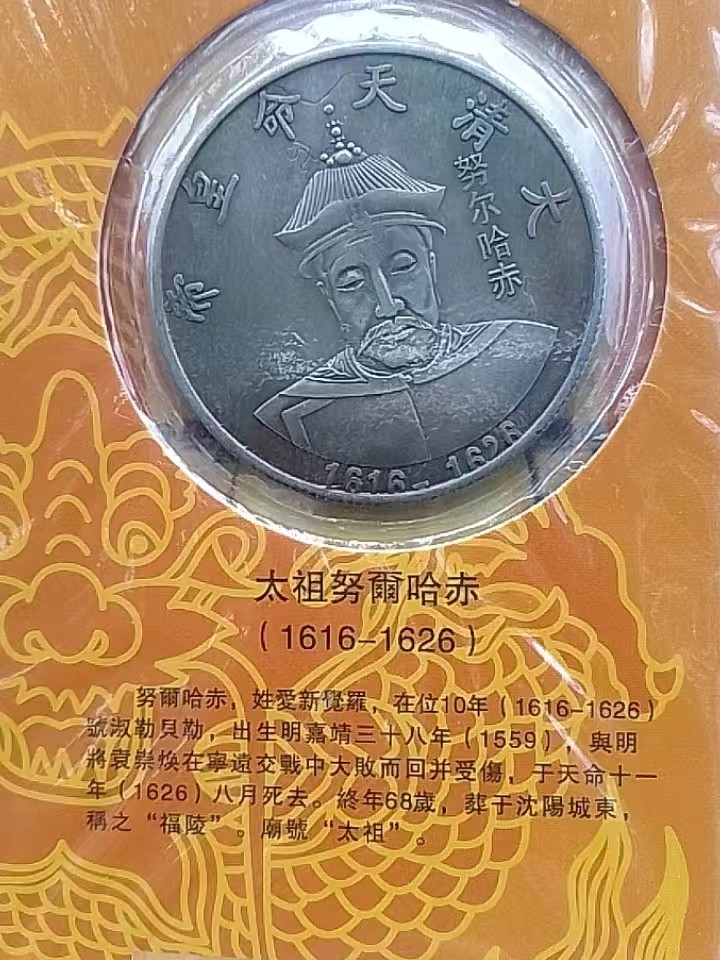 大清天命皇帝
努尔哈赤
1616-1626
太祖努爾哈赤
(1616-1626)
努爾哈赤，姓愛新覺羅，在位10年(1616-1626)
號淑勒貝勒，出生明嘉靖三十八年(1559)，與明
將袁崇焕在寧遠交戰中大敗而回并受傷，于天命十一
年(1626)八月死去。終年68歲，葬于沈陽城東，
稱之“福陵”。廟號“太祖”。